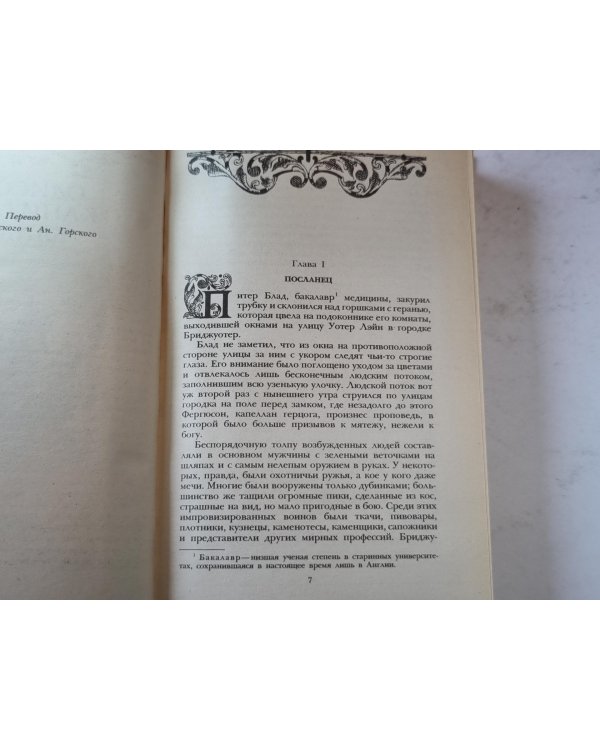 Перевод
ского и Ан. Горского
Глава I
ПОСЛАНЕЦ
Питер Блад, бакалавр¹ медицины, закурил
трубку и склонился над горшками с геранью,
которая цвела на подоконнике его комнаты,
выходившей окнами на улицу Уотер Лэйн в городке
Бриджуотер.
Блад не заметил, что из окна на противоположной
стороне улицы за ним с укором следят чьи-то строгие
глаза. Его внимание было поглощено уходом за цветами
и отвлекалось лишь бесконечным людским потоком,
заполнившим всю узенькую улочку. Людской поток вот
уж второй раз с нынешнего утра струился по улицам
городка на поле перед замком, где незадолго до этого
Фергюсон, капеллан герцога, произнес проповедь, в
которой было больше призывов к мятежу, нежели к
богу.
Беспорядочную толпу возбужденных людей состав-
ляли в основном мужчины с зелеными веточками на
шляпах и с самым нелепым оружием в руках. У некото-
рых, правда, были охотничьи ружья, а кое у кого даже
мечи. Многие были вооружены только дубинками; боль-
шинство же тащили огромные пики, сделанные из кос,
страшные на вид, но мало пригодные в бою. Среди этих
импровизированных воинов были ткачи, пивовары,
плотники, кузнецы, каменотесы, каменщики, сапожники
и представители других мирных профессий. Бриджу-
¹ Бакалавр—низшая ученая степень в старинных университе-
тах, сохранившаяся в настоящее время лишь в Англии.
7